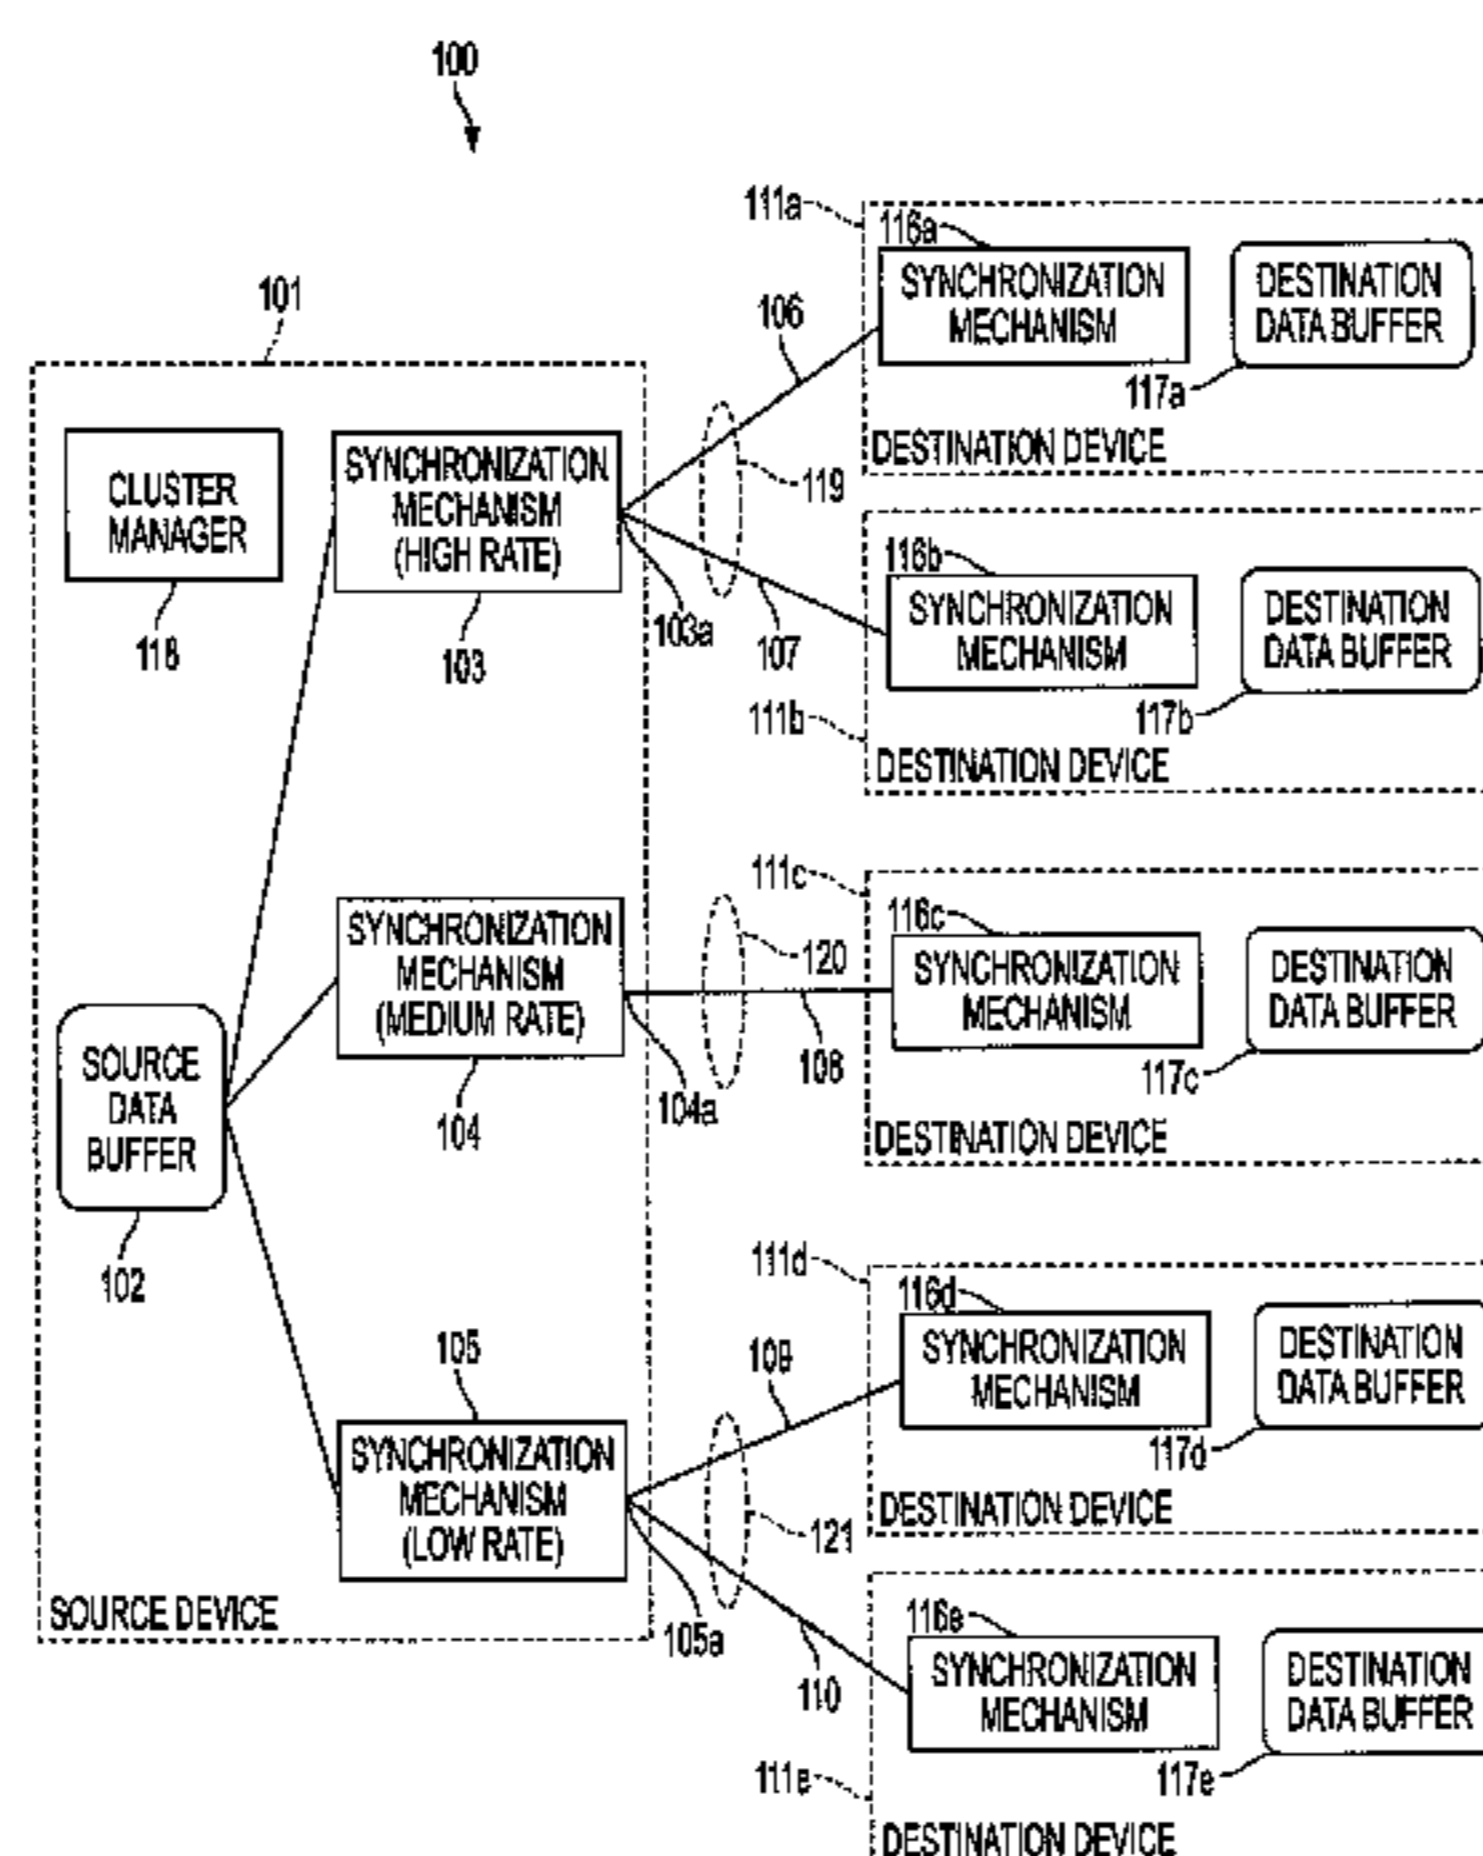 100
101
CLUSTER
MANAGER
118
SYNCHRONIZATION
MECHANISM
(HIGH RATE)
103
103a
SYNCHRONIZATION
MECHANISM
(MEDIUM RATE)
104
104a
SOURCE
DATA
BUFFER
102
105
SYNCHRONIZATION
MECHANISM
(LOW RATE)
105a
SOURCE DEVICE
106
119
107
120
108
109
121
110
111a
116a
SYNCHRONIZATION
MECHANISM
DESTINATION
DATA BUFFER
117a
DESTINATION DEVICE
116b
SYNCHRONIZATION
MECHANISM
DESTINATION
DATA BUFFER
111b
117b
DESTINATION DEVICE
111c
116c
SYNCHRONIZATION
MECHANISM
DESTINATION
DATA BUFFER
117c
DESTINATION DEVICE
111d
116d
SYNCHRONIZATION
MECHANISM
DESTINATION
DATA BUFFER
117d
DESTINATION DEVICE
116e
SYNCHRONIZATION
MECHANISM
DESTINATION
DATA BUFFER
111e
117e
DESTINATION DEVICE